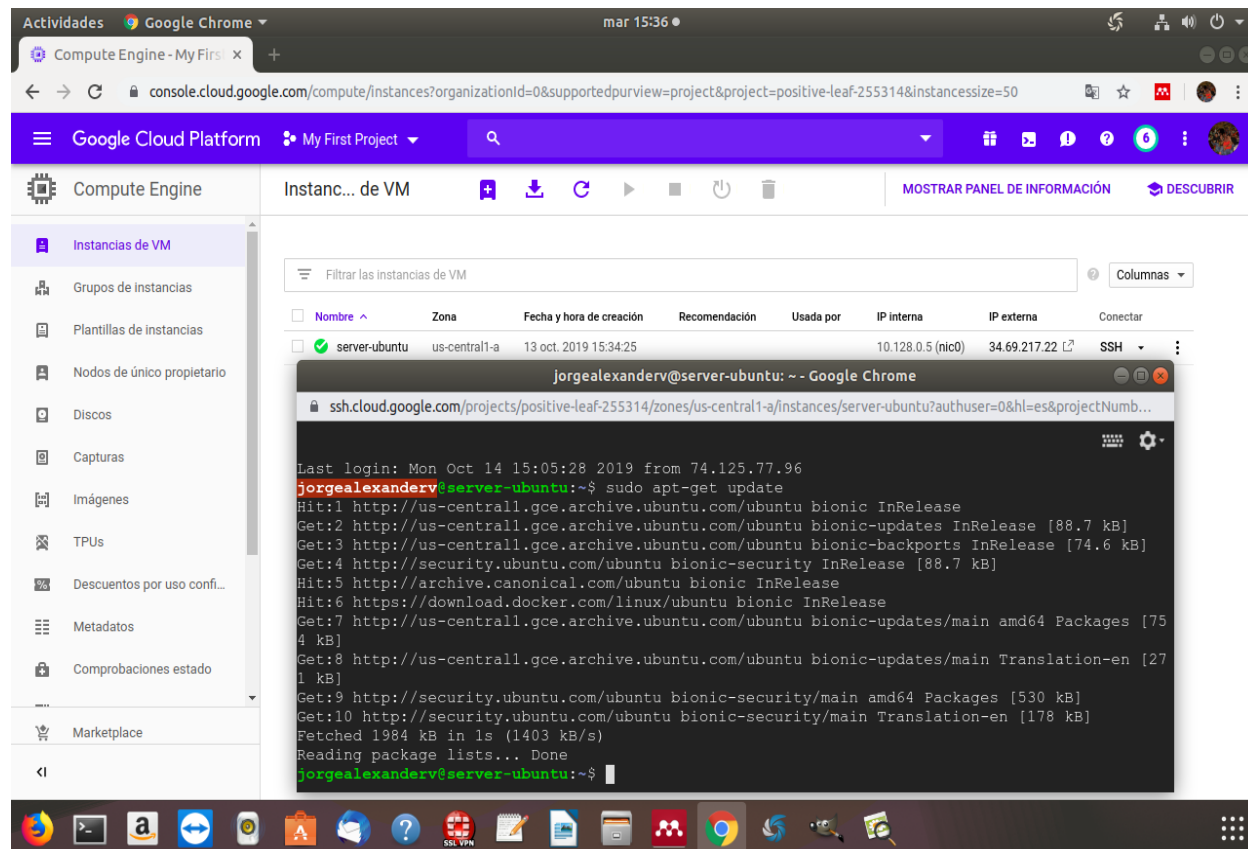 Actividades Google Chrome mar 15:36
Compute Engine - My Firs
console.cloud.google.com/compute/instances?organizationId=0&supportedpurview=project&project=positive-leaf-255314&instancessize=50
Google Cloud Platform My First Project 6
Compute Engine Instanc... de VM MOSTRAR PANEL DE INFORMACIÓN DESCUBRIR
Instancias de VM
Grupos de instancias
Plantillas de instancias
Nodos de único propietario
Discos
Capturas
Imágenes
TPUs
Descuentos por uso confi...
Metadatos
Comprobaciones estado
Marketplace
Filtrar las instancias de VM Columnas
Nombre Zona Fecha y hora de creación Recomendación Usada por IP interna IP externa Conectar
server-ubuntu us-central1-a 13 oct. 2019 15:34:25 10.128.0.5 (nic0) 34.69.217.22 SSH
jorgealexanderv@server-ubuntu: ~ - Google Chrome
ssh.cloud.google.com/projects/positive-leaf-255314/zones/us-central1-a/instances/server-ubuntu?authuser=0&hl=es&projectNumb...
Last login: Mon Oct 14 15:05:28 2019 from 74.125.77.96
jorgealexanderv@server-ubuntu:~$ sudo apt-get update
Hit:1 http://us-central1.gce.archive.ubuntu.com/ubuntu bionic InRelease
Get:2 http://us-central1.gce.archive.ubuntu.com/ubuntu bionic-updates InRelease [88.7 kB]
Get:3 http://us-central1.gce.archive.ubuntu.com/ubuntu bionic-backports InRelease [74.6 kB]
Get:4 http://security.ubuntu.com/ubuntu bionic-security InRelease [88.7 kB]
Hit:5 http://archive.canonical.com/ubuntu bionic InRelease
Hit:6 https://download.docker.com/linux/ubuntu bionic InRelease
Get:7 http://us-central1.gce.archive.ubuntu.com/ubuntu bionic-updates/main amd64 Packages [75
4 kB]
Get:8 http://us-central1.gce.archive.ubuntu.com/ubuntu bionic-updates/main Translation-en [27
1 kB]
Get:9 http://security.ubuntu.com/ubuntu bionic-security/main amd64 Packages [530 kB]
Get:10 http://security.ubuntu.com/ubuntu bionic-security/main Translation-en [178 kB]
Fetched 1984 kB in 1s (1403 kB/s)
Reading package lists... Done
jorgealexanderv@server-ubuntu:~$
SSL VPN